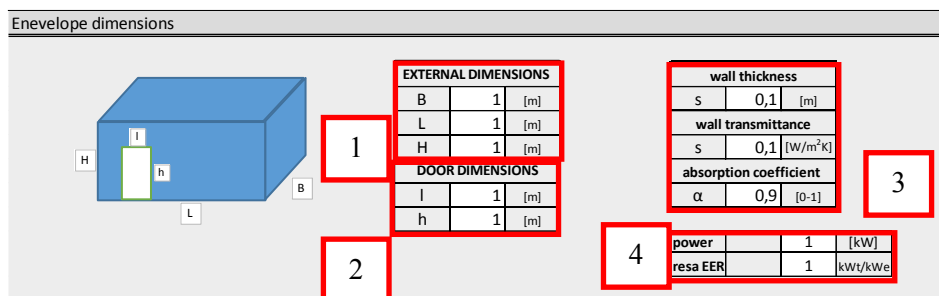 Enevelope dimensions
EXTERNAL DIMENSIONS
B 1 [m]
L 1 [m]
H 1 [m]
DOOR DIMENSIONS
l 1 [m]
h 1 [m]
wall thickness
s 0,1 [m]
wall transmittance
s 0,1 [W/m²K]
absorption coefficient
α 0,9 [0-1]
power 1 [kW]
resa EER 1 kWt/kWe
l
H
h
B
L
1
2
3
4